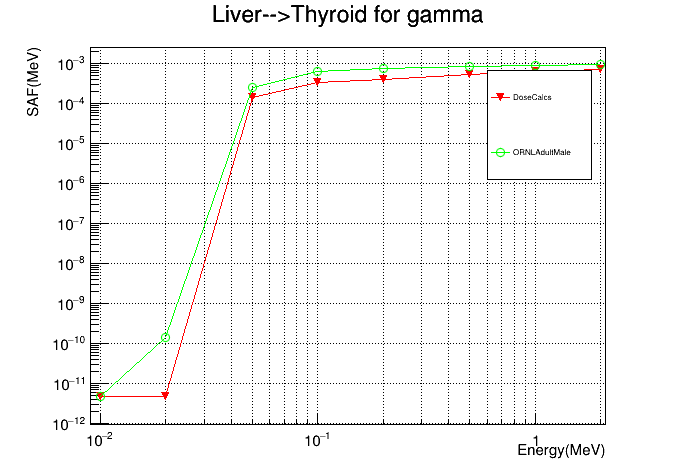 Liver-->Thyroid for gamma
SAF(MeV)
10⁻³
10⁻⁴
10⁻⁵
10⁻⁶
10⁻⁷
10⁻⁸
10⁻⁹
10⁻¹⁰
10⁻¹¹
10⁻¹²
DoseCalcs
ORNLAdultMale
10⁻² 10⁻¹ 1
Energy(MeV)